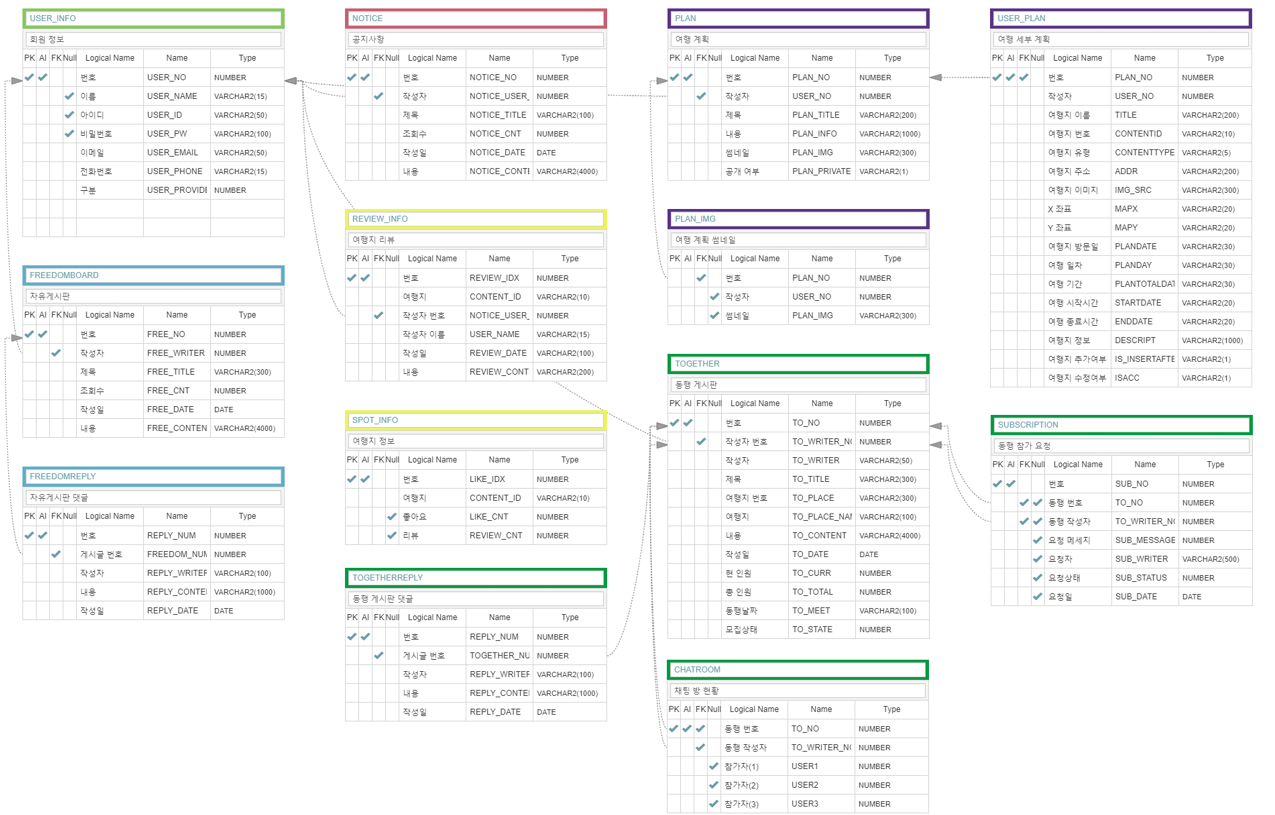 USER_INFO
회원 정보
PK AI FK Null Logical Name Name Type
번호 USER_NO NUMBER
이름 USER_NAME VARCHAR2(15)
아이디 USER_ID VARCHAR2(50)
비밀번호 USER_PW VARCHAR2(100)
이메일 USER_EMAIL VARCHAR2(50)
전화번호 USER_PHONE VARCHAR2(15)
구분 USER_PROVIDE NUMBER
FREEDOMBOARD
자유게시판
PK AI FK Null Logical Name Name Type
번호 FREE_NO NUMBER
작성자 FREE_WRITER NUMBER
제목 FREE_TITLE VARCHAR2(300)
조회수 FREE_CNT NUMBER
작성일 FREE_DATE DATE
내용 FREE_CONTEN VARCHAR2(4000)
FREEDOMREPLY
자유게시판 댓글
PK AI FK Null Logical Name Name Type
번호 REPLY_NUM NUMBER
게시글 번호 FREEDOM_NUM NUMBER
작성자 REPLY_WRITER VARCHAR2(100)
내용 REPLY_CONTE VARCHAR2(1000)
작성일 REPLY_DATE DATE
NOTICE
공지사항
PK AI FK Null Logical Name Name Type
번호 NOTICE_NO NUMBER
작성자 NOTICE_USER_ NUMBER
제목 NOTICE_TITLE VARCHAR2(100)
조회수 NOTICE_CNT NUMBER
작성일 NOTICE_DATE DATE
내용 NOTICE_CONTE VARCHAR2(4000)
REVIEW_INFO
여행지 리뷰
PK AI FK Null Logical Name Name Type
번호 REVIEW_IDX NUMBER
여행지 CONTENT_ID VARCHAR2(10)
작성자 번호 NOTICE_USER_ NUMBER
작성자 이름 USER_NAME VARCHAR2(15)
작성일 REVIEW_DATE VARCHAR2(100)
내용 REVIEW_CONT VARCHAR2(200)
SPOT_INFO
여행지 정보
PK AI FK Null Logical Name Name Type
번호 LIKE_IDX NUMBER
여행지 CONTENT_ID VARCHAR2(10)
좋아요 LIKE_CNT NUMBER
리뷰 REVIEW_CNT NUMBER
TOGETHERREPLY
동행 게시판 댓글
PK AI FK Null Logical Name Name Type
번호 REPLY_NUM NUMBER
게시글 번호 TOGETHER_NU NUMBER
작성자 REPLY_WRITER VARCHAR2(100)
내용 REPLY_CONTE VARCHAR2(1000)
작성일 REPLY_DATE DATE
PLAN
여행 계획
PK AI FK Null Logical Name Name Type
번호 PLAN_NO NUMBER
작성자 USER_NO NUMBER
제목 PLAN_TITLE VARCHAR2(200)
내용 PLAN_INFO VARCHAR2(1000)
썸네일 PLAN_IMG VARCHAR2(300)
공개 여부 PLAN_PRIVATE VARCHAR2(1)
PLAN_IMG
여행 계획 썸네일
PK AI FK Null Logical Name Name Type
번호 PLAN_NO NUMBER
작성자 USER_NO NUMBER
썸네일 PLAN_IMG VARCHAR2(300)
TOGETHER
동행 게시판
PK AI FK Null Logical Name Name Type
번호 TO_NO NUMBER
작성자 번호 TO_WRITER_NO NUMBER
작성자 TO_WRITER VARCHAR2(50)
제목 TO_TITLE VARCHAR2(300)
여행지 번호 TO_PLACE VARCHAR2(300)
여행지 TO_PLACE_NAM VARCHAR2(100)
내용 TO_CONTENT VARCHAR2(4000)
작성일 TO_DATE DATE
현 인원 TO_CURR NUMBER
총 인원 TO_TOTAL NUMBER
동행날짜 TO_MEET VARCHAR2(100)
모집상태 TO_STATE NUMBER
CHATROOM
채팅 방 현황
PK AI FK Null Logical Name Name Type
동행 번호 TO_NO NUMBER
동행 작성자 TO_WRITER_NO NUMBER
참가자(1) USER1 NUMBER
참가자(2) USER2 NUMBER
참가자(3) USER3 NUMBER
USER_PLAN
여행 세부 계획
PK AI FK Null Logical Name Name Type
번호 PLAN_NO NUMBER
작성자 USER_NO NUMBER
여행지 이름 TITLE VARCHAR2(200)
여행지 번호 CONTENTID VARCHAR2(10)
여행지 유형 CONTENTTYPE VARCHAR2(5)
여행지 주소 ADDR VARCHAR2(200)
여행지 이미지 IMG_SRC VARCHAR2(300)
X 좌표 MAPX VARCHAR2(20)
Y 좌표 MAPY VARCHAR2(20)
여행지 방문일 PLANDATE VARCHAR2(30)
여행 일자 PLANDAY VARCHAR2(30)
여행 기간 PLANTOTALDAT VARCHAR2(30)
여행 시작시간 STARTDATE VARCHAR2(20)
여행 종료시간 ENDDATE VARCHAR2(20)
여행지 정보 DESCRIPT VARCHAR2(1000)
여행지 추가여부 IS_INSERTAFTE VARCHAR2(1)
여행지 수정여부 ISACC VARCHAR2(1)
SUBSCRIPTION
동행 참가 요청
PK AI FK Null Logical Name Name Type
번호 SUB_NO NUMBER
동행 번호 TO_NO NUMBER
동행 작성자 TO_WRITER_NO NUMBER
요청 메세지 SUB_MESSAGE NUMBER
요청자 SUB_WRITER VARCHAR2(500)
요청상태 SUB_STATUS NUMBER
요청일 SUB_DATE DATE